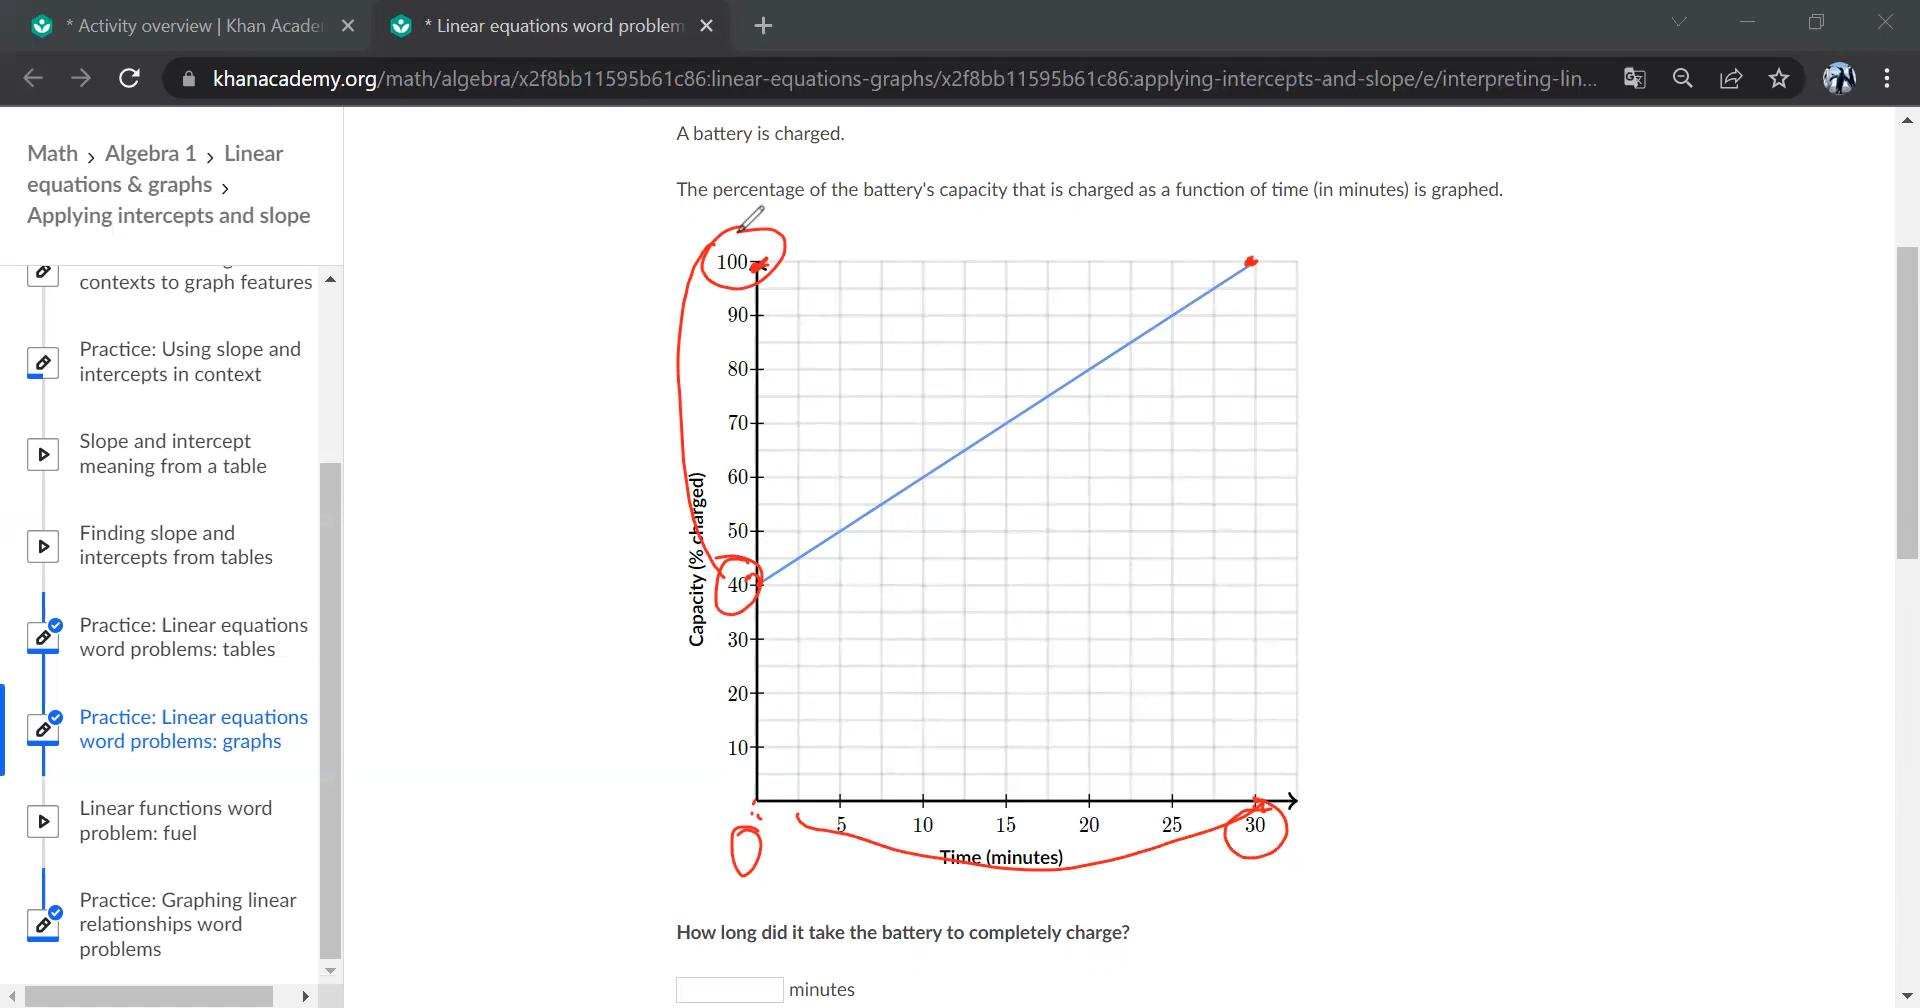 * Activity overview | Khan Acade
* Linear equations word problem
khanacademy.org/math/algebra/x2f8bb11595b61c86:linear-equations-graphs/x2f8bb11595b61c86:applying-intercepts-and-slope/e/interpreting-lin...
Math > Algebra 1 > Linear
equations & graphs >
Applying intercepts and slope
contexts to graph features
Practice: Using slope and
intercepts in context
Slope and intercept
meaning from a table
Finding slope and
intercepts from tables
Practice: Linear equations
word problems: tables
Practice: Linear equations
word problems: graphs
Linear functions word
problem: fuel
Practice: Graphing linear
relationships word
problems
A battery is charged.
The percentage of the battery's capacity that is charged as a function of time (in minutes) is graphed.
100
90
80
70
60
50
40
30
20
10
Capacity (% charged)
0
5 10 15 20 25 30
Time (minutes)
How long did it take the battery to completely charge?
minutes